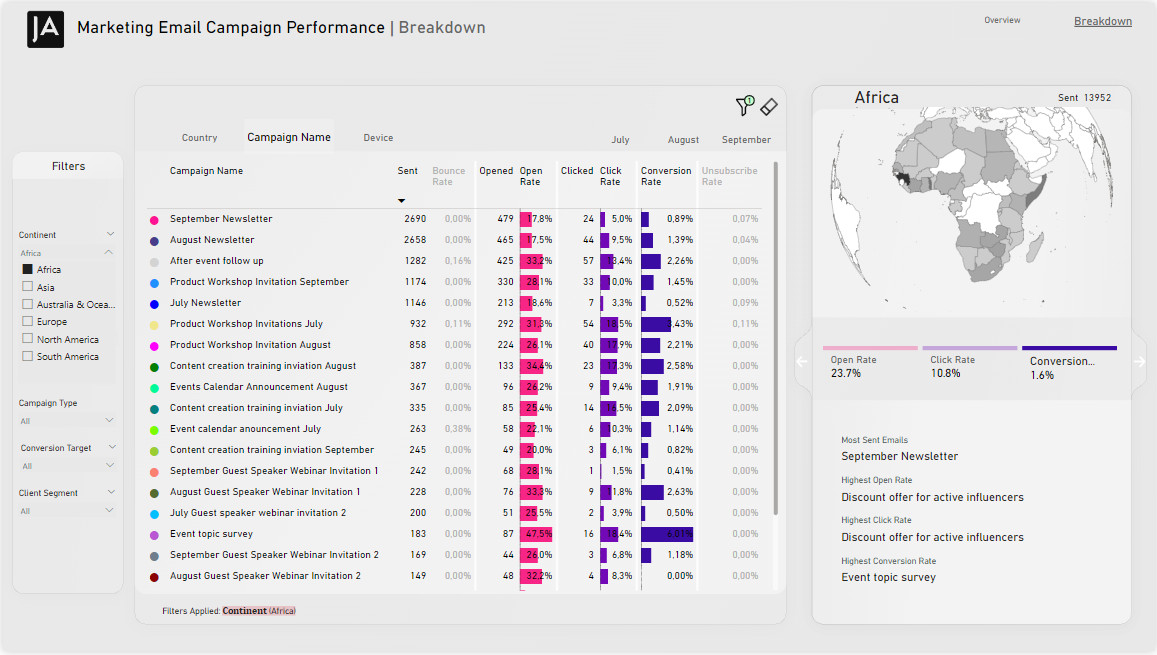 JA Marketing Email Campaign Performance | Breakdown
Overview
Breakdown
Filters
Continent
Africa
Africa
Asia
Australia & Ocea...
Europe
North America
South America
Campaign Type
All
Conversion Target
All
Client Segment
All
1
Country Campaign Name Device July August September
Campaign Name Sent Bounce Rate Opened Open Rate Clicked Click Rate Conversion Rate Unsubscribe Rate
September Newsletter 2690 0,00% 479 17,8% 24 5,0% 0,89% 0,07%
August Newsletter 2658 0,00% 465 17,5% 44 9,5% 1,39% 0,04%
After event follow up 1282 0,16% 425 33,2% 57 13,4% 2,26% 0,00%
Product Workshop Invitation September 1174 0,00% 330 28,1% 33 10,0% 1,45% 0,00%
July Newsletter 1146 0,00% 213 18,6% 7 3,3% 0,52% 0,09%
Product Workshop Invitations July 932 0,11% 292 31,3% 54 18,5% 3,43% 0,11%
Product Workshop Invitation August 858 0,00% 224 26,1% 40 17,9% 2,21% 0,00%
Content creation training inviation August 387 0,00% 133 34,4% 23 17,3% 2,58% 0,00%
Events Calendar Announcement August 367 0,00% 96 26,2% 9 9,4% 1,91% 0,00%
Content creation training inviation July 335 0,00% 85 25,4% 14 16,5% 2,09% 0,00%
Event calendar anouncement July 263 0,38% 58 22,1% 6 10,3% 1,14% 0,00%
Content creation training inviation September 245 0,00% 49 20,0% 3 6,1% 0,82% 0,00%
September Guest Speaker Webinar Invitation 1 242 0,00% 68 28,1% 1 1,5% 0,41% 0,00%
August Guest Speaker Webinar Invitation 1 228 0,00% 76 33,3% 9 11,8% 2,63% 0,00%
July Guest speaker webinar invitation 2 200 0,00% 51 25,5% 2 3,9% 0,50% 0,00%
Event topic survey 183 0,00% 87 47,5% 16 18,4% 6,01% 0,00%
September Guest Speaker Webinar Invitation 2 169 0,00% 44 26,0% 3 6,8% 1,18% 0,00%
August Guest Speaker Webinar Invitation 2 149 0,00% 48 32,2% 4 8,3% 0,00% 0,00%
Filters Applied: Continent (Africa)
Africa Sent 13952
Open Rate
23.7%
Click Rate
10.8%
Conversion...
1.6%
Most Sent Emails
September Newsletter
Highest Open Rate
Discount offer for active influencers
Highest Click Rate
Discount offer for active influencers
Highest Conversion Rate
Event topic survey